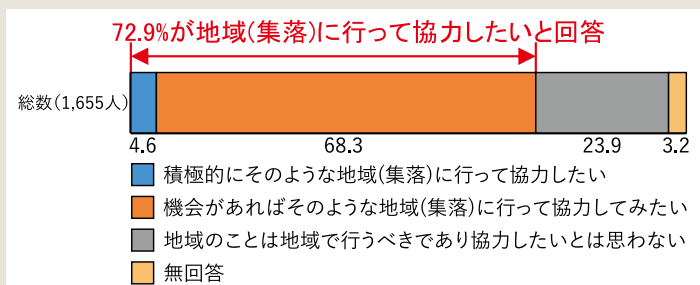 72.9%が地域(集落)に行って協力したいと回答
総数(1,655人)
4.6 68.3 23.9 3.2
積極的にそのような地域(集落)に行って協力したい
機会があればそのような地域(集落)に行って協力してみたい
地域のことは地域で行うべきであり協力したいとは思わない
無回答